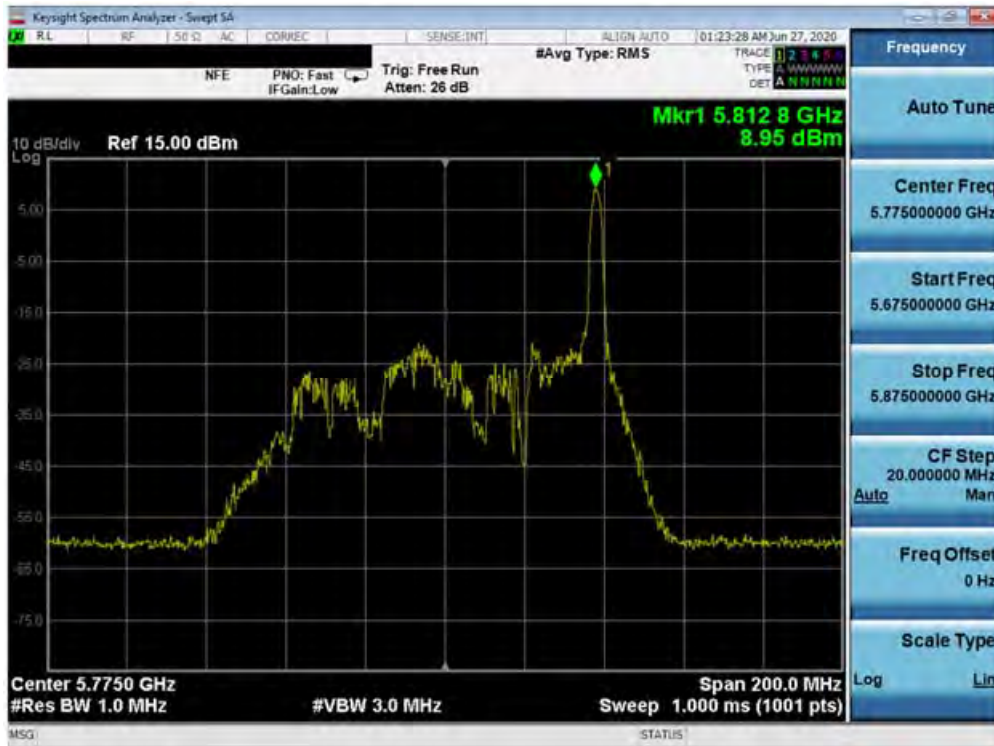 Keysight Spectrum Analyzer - Swept SA
RL RF 50 Ω AC CORREC SENSE:INT ALIGN AUTO 01:23:28 AM Jun 27, 2020
#Avg Type: RMS
TRACE 1 2 3 4 5 6
TYPE A WWWWW
DET A N N N N N
NFE PNO: Fast Trig: Free Run
IFGain:Low Atten: 26 dB
Mkr1 5.812 8 GHz
8.95 dBm
10 dB/div Ref 15.00 dBm
Log
1
5.00
-5.00
-15.0
-25.0
-35.0
-45.0
-55.0
-65.0
-75.0
Center 5.7750 GHz Span 200.0 MHz
#Res BW 1.0 MHz #VBW 3.0 MHz Sweep 1.000 ms (1001 pts)
MSG STATUS
Frequency
Auto Tune
Center Freq
5.775000000 GHz
Start Freq
5.675000000 GHz
Stop Freq
5.875000000 GHz
CF Step
20.000000 MHz
Auto Man
Freq Offset
0 Hz
Scale Type
Log Lin